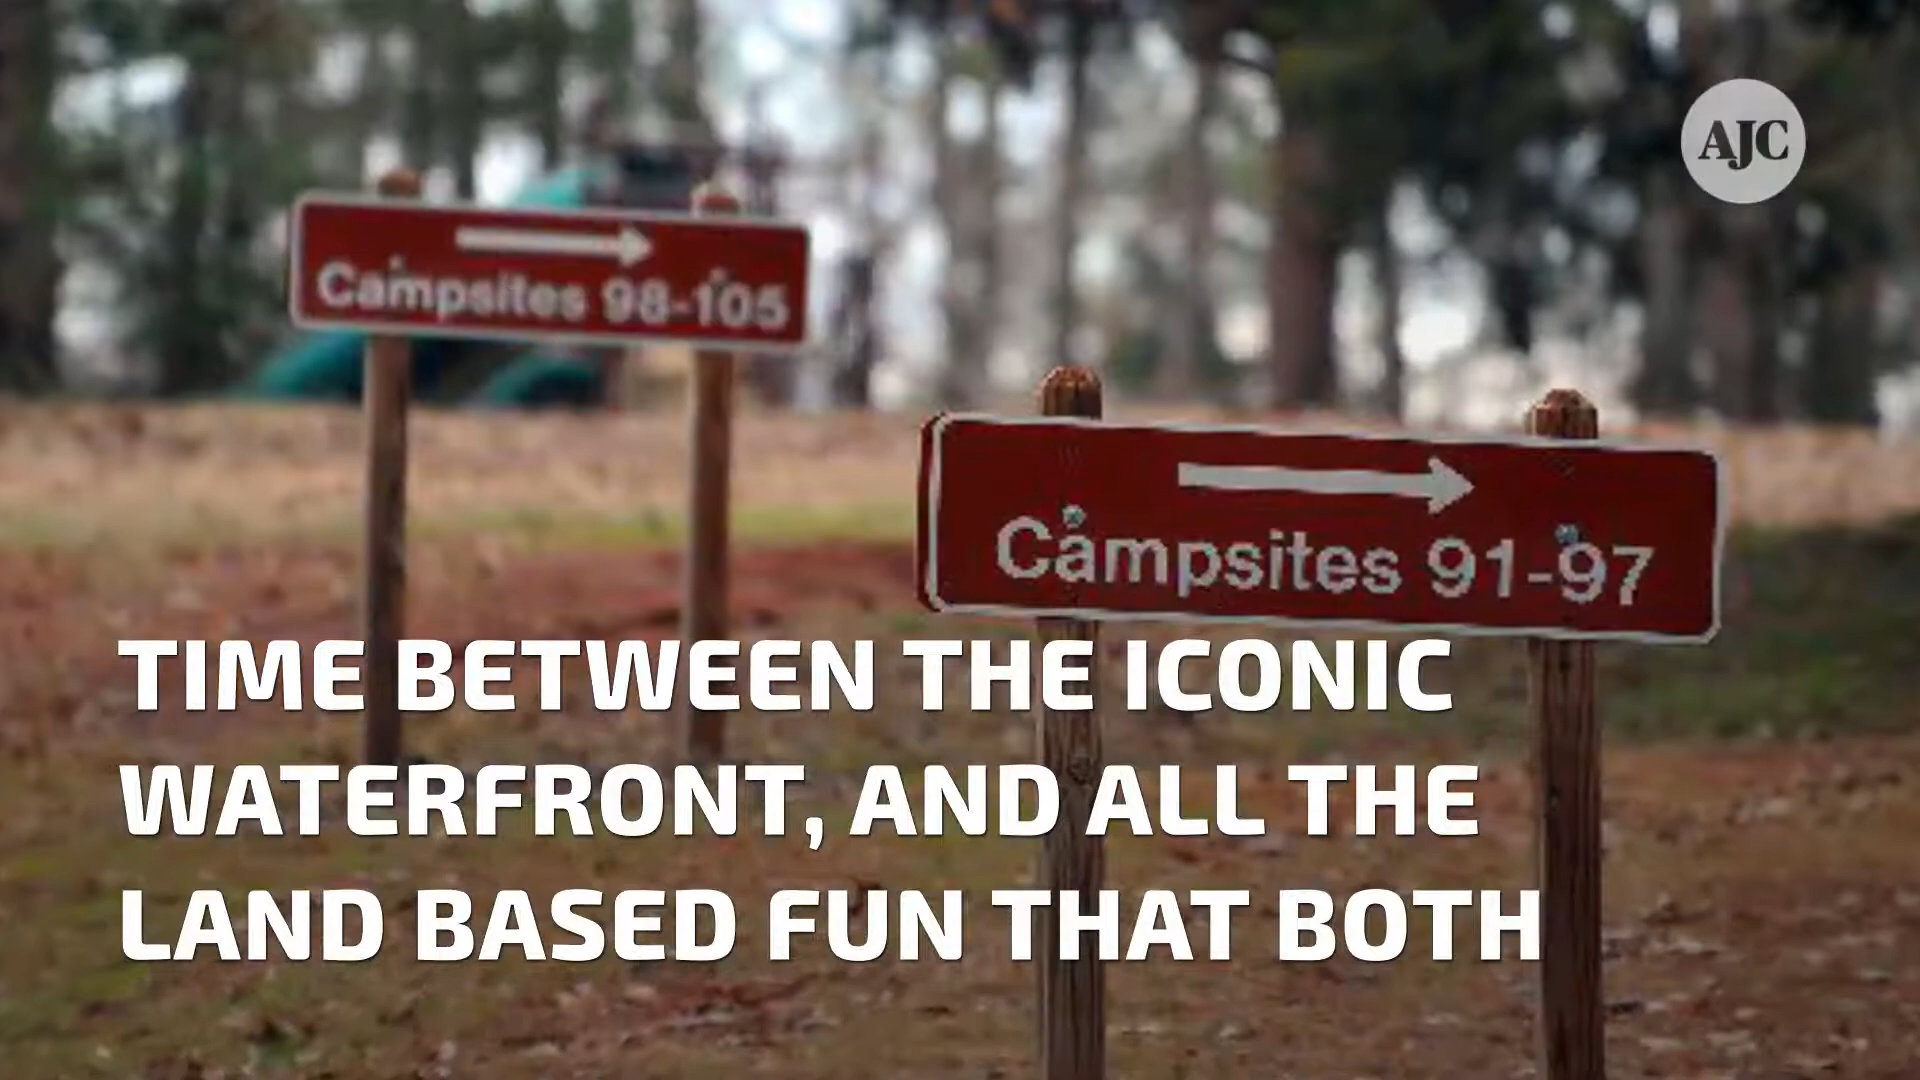 AJC
Campsites 98-105
Campsites 91-97
TIME BETWEEN THE ICONIC
WATERFRONT, AND ALL THE
LAND BASED FUN THAT BOTH